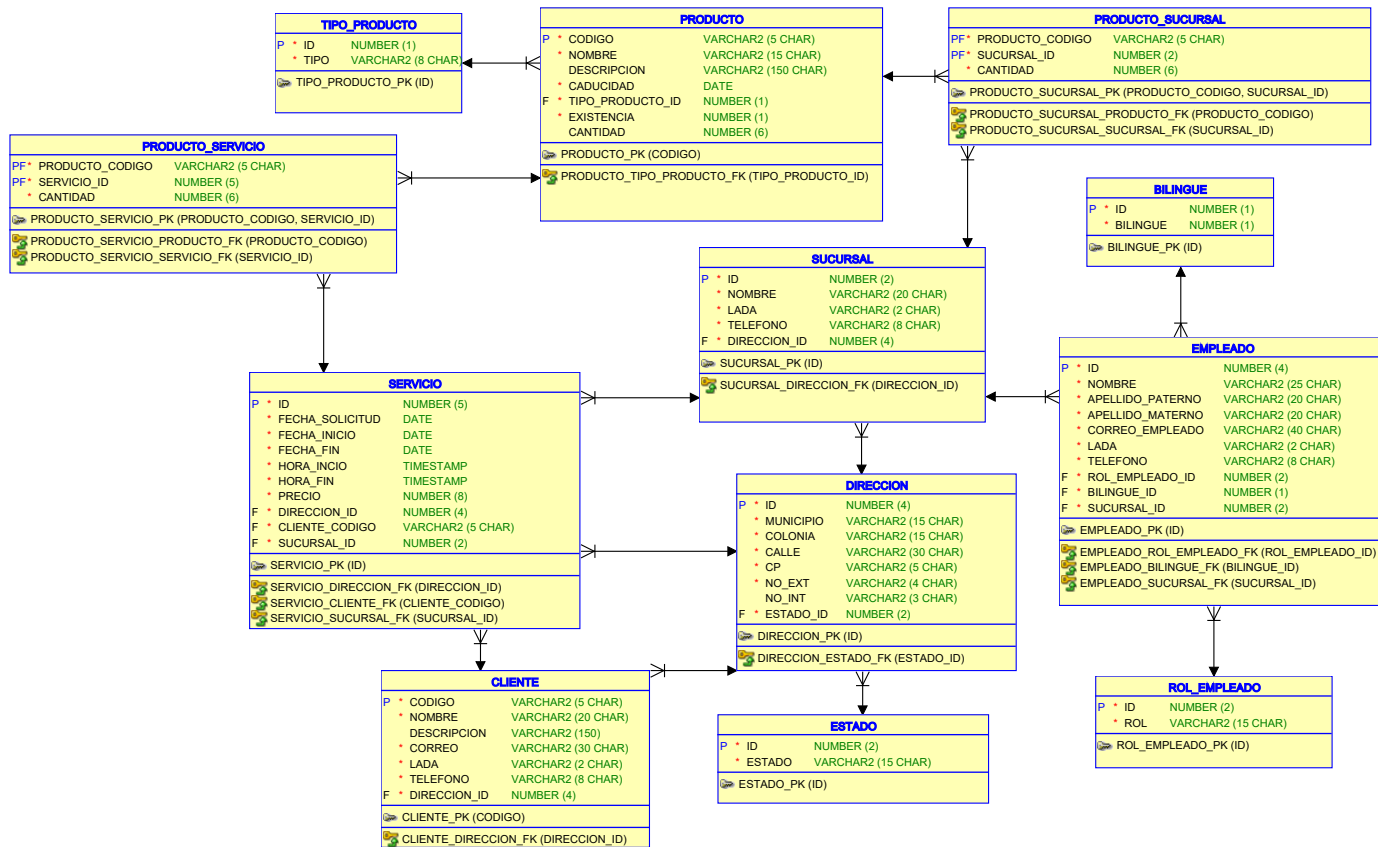 TIPO_PRODUCTO
P * ID NUMBER (1)
* TIPO VARCHAR2 (8 CHAR)
TIPO_PRODUCTO_PK (ID)
PRODUCTO
P * CODIGO VARCHAR2 (5 CHAR)
* NOMBRE VARCHAR2 (15 CHAR)
DESCRIPCION VARCHAR2 (150 CHAR)
* CADUCIDAD DATE
F * TIPO_PRODUCTO_ID NUMBER (1)
* EXISTENCIA NUMBER (1)
CANTIDAD NUMBER (6)
PRODUCTO_PK (CODIGO)
PRODUCTO_TIPO_PRODUCTO_FK (TIPO_PRODUCTO_ID)
PRODUCTO_SUCURSAL
PF* PRODUCTO_CODIGO VARCHAR2 (5 CHAR)
PF* SUCURSAL_ID NUMBER (2)
* CANTIDAD NUMBER (6)
PRODUCTO_SUCURSAL_PK (PRODUCTO_CODIGO, SUCURSAL_ID)
PRODUCTO_SUCURSAL_PRODUCTO_FK (PRODUCTO_CODIGO)
PRODUCTO_SUCURSAL_SUCURSAL_FK (SUCURSAL_ID)
PRODUCTO_SERVICIO
PF* PRODUCTO_CODIGO VARCHAR2 (5 CHAR)
PF* SERVICIO_ID NUMBER (5)
* CANTIDAD NUMBER (6)
PRODUCTO_SERVICIO_PK (PRODUCTO_CODIGO, SERVICIO_ID)
PRODUCTO_SERVICIO_PRODUCTO_FK (PRODUCTO_CODIGO)
PRODUCTO_SERVICIO_SERVICIO_FK (SERVICIO_ID)
BILINGUE
P * ID NUMBER (1)
* BILINGUE NUMBER (1)
BILINGUE_PK (ID)
SUCURSAL
P * ID NUMBER (2)
* NOMBRE VARCHAR2 (20 CHAR)
* LADA VARCHAR2 (2 CHAR)
* TELEFONO VARCHAR2 (8 CHAR)
F * DIRECCION_ID NUMBER (4)
SUCURSAL_PK (ID)
SUCURSAL_DIRECCION_FK (DIRECCION_ID)
EMPLEADO
P * ID NUMBER (4)
* NOMBRE VARCHAR2 (25 CHAR)
* APELLIDO_PATERNO VARCHAR2 (20 CHAR)
* APELLIDO_MATERNO VARCHAR2 (20 CHAR)
* CORREO_EMPLEADO VARCHAR2 (40 CHAR)
* LADA VARCHAR2 (2 CHAR)
* TELEFONO VARCHAR2 (8 CHAR)
F * ROL_EMPLEADO_ID NUMBER (2)
F * BILINGUE_ID NUMBER (1)
F * SUCURSAL_ID NUMBER (2)
EMPLEADO_PK (ID)
EMPLEADO_ROL_EMPLEADO_FK (ROL_EMPLEADO_ID)
EMPLEADO_BILINGUE_FK (BILINGUE_ID)
EMPLEADO_SUCURSAL_FK (SUCURSAL_ID)
SERVICIO
P * ID NUMBER (5)
* FECHA_SOLICITUD DATE
* FECHA_INICIO DATE
* FECHA_FIN DATE
* HORA_INCIO TIMESTAMP
* HORA_FIN TIMESTAMP
* PRECIO NUMBER (8)
F * DIRECCION_ID NUMBER (4)
F * CLIENTE_CODIGO VARCHAR2 (5 CHAR)
F * SUCURSAL_ID NUMBER (2)
SERVICIO_PK (ID)
SERVICIO_DIRECCION_FK (DIRECCION_ID)
SERVICIO_CLIENTE_FK (CLIENTE_CODIGO)
SERVICIO_SUCURSAL_FK (SUCURSAL_ID)
DIRECCION
P * ID NUMBER (4)
* MUNICIPIO VARCHAR2 (15 CHAR)
* COLONIA VARCHAR2 (15 CHAR)
* CALLE VARCHAR2 (30 CHAR)
* CP VARCHAR2 (5 CHAR)
* NO_EXT VARCHAR2 (4 CHAR)
NO_INT VARCHAR2 (3 CHAR)
F * ESTADO_ID NUMBER (2)
DIRECCION_PK (ID)
DIRECCION_ESTADO_FK (ESTADO_ID)
CLIENTE
P * CODIGO VARCHAR2 (5 CHAR)
* NOMBRE VARCHAR2 (20 CHAR)
DESCRIPCION VARCHAR2 (150)
* CORREO VARCHAR2 (30 CHAR)
* LADA VARCHAR2 (2 CHAR)
* TELEFONO VARCHAR2 (8 CHAR)
F * DIRECCION_ID NUMBER (4)
CLIENTE_PK (CODIGO)
CLIENTE_DIRECCION_FK (DIRECCION_ID)
ESTADO
P * ID NUMBER (2)
* ESTADO VARCHAR2 (15 CHAR)
ESTADO_PK (ID)
ROL_EMPLEADO
P * ID NUMBER (2)
* ROL VARCHAR2 (15 CHAR)
ROL_EMPLEADO_PK (ID)